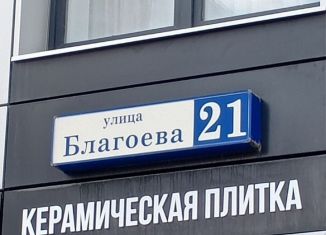 улица
Благоева 21
КЕРАМИЧЕСКАЯ ПЛИТКА